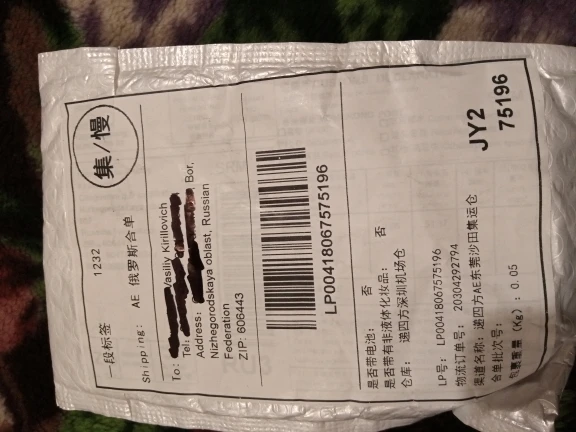 一段标签 1232 集/慢
Shipping: AE 俄罗斯合单
To: Vasiliy Kirillovich
Tel:
Address: Bor,
Nizhegorodskaya oblast, Russian
Federation
ZIP: 606443
LP00418067575196
是否带电池: 否
是否带有非液体化妆品: 否
仓库: 递四方深圳机场仓
LP号: LP00418067575196
物流订单号: 20304292794
渠道名称: 递四方AE东莞沙田集运仓
合单批次号:
包裹重量 (Kg) : 0.05
JY2
75196